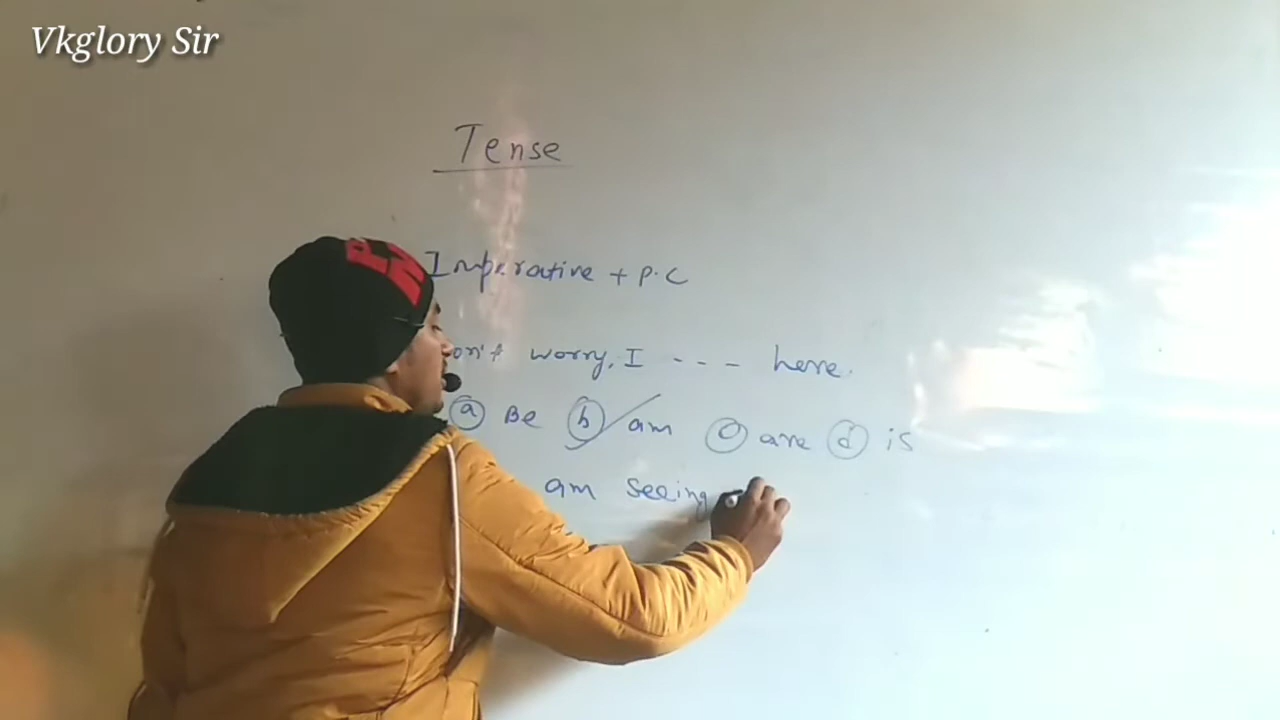 Vkglory Sir
Tense
Imperative + P.C
on't worry, I - - - here.
(a) Be (b) am (c) are (d) is
am seeing